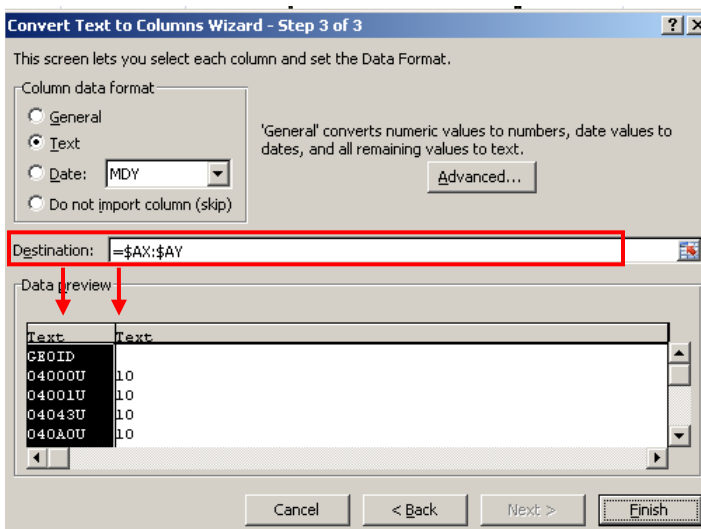 Convert Text to Columns Wizard - Step 3 of 3
This screen lets you select each column and set the Data Format.
Column data format
General
Text
Date: MDY
Do not import column (skip)
'General' converts numeric values to numbers, date values to
dates, and all remaining values to text.
Advanced...
Destination: =$AX:$AY
Data preview
Text Text
GEOID
04000U 10
04001U 10
04043U 10
040A0U 10
Cancel < Back Next > Finish